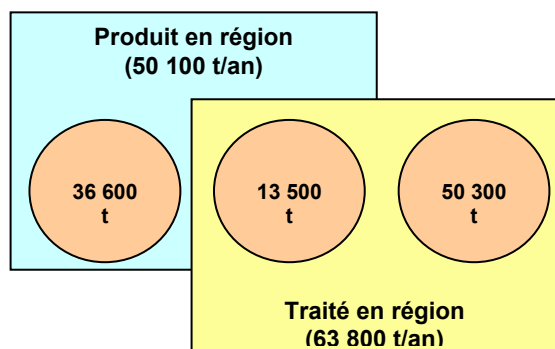 Produit en région
(50 100 t/an)
36 600
t
13 500
t
50 300
t
Traité en région
(63 800 t/an)